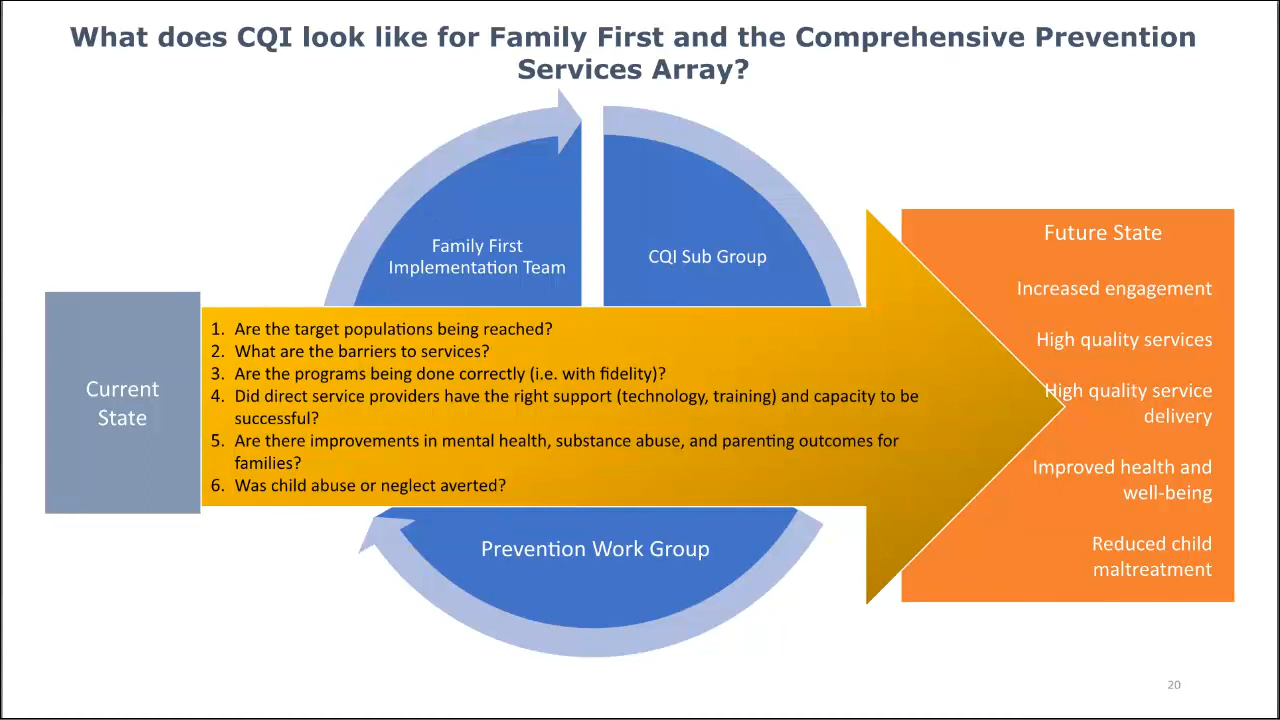 What does CQI look like for Family First and the Comprehensive Prevention
Services Array?
Family First
Implementation Team
CQI Sub Group
Current
State
1. Are the target populations being reached?
2. What are the barriers to services?
3. Are the programs being done correctly (i.e. with fidelity)?
4. Did direct service providers have the right support (technology, training) and capacity to be
successful?
5. Are there improvements in mental health, substance abuse, and parenting outcomes for
families?
6. Was child abuse or neglect averted?
Prevention Work Group
Future State
Increased engagement
High quality services
High quality service
delivery
Improved health and
well-being
Reduced child
maltreatment
20